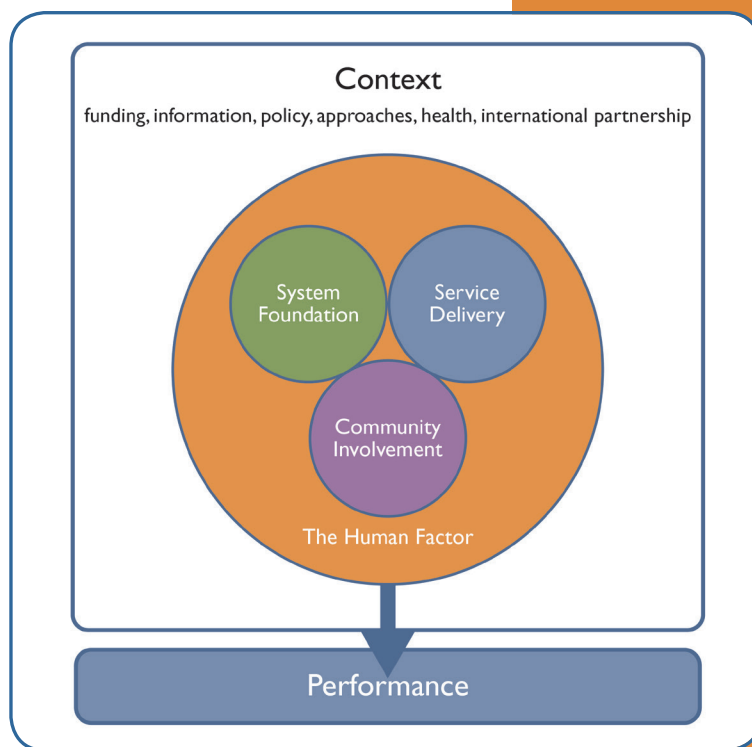 Context
funding, information, policy, approaches, health, international partnership
System
Foundation
Service
Delivery
Community
Involvement
The Human Factor
Performance